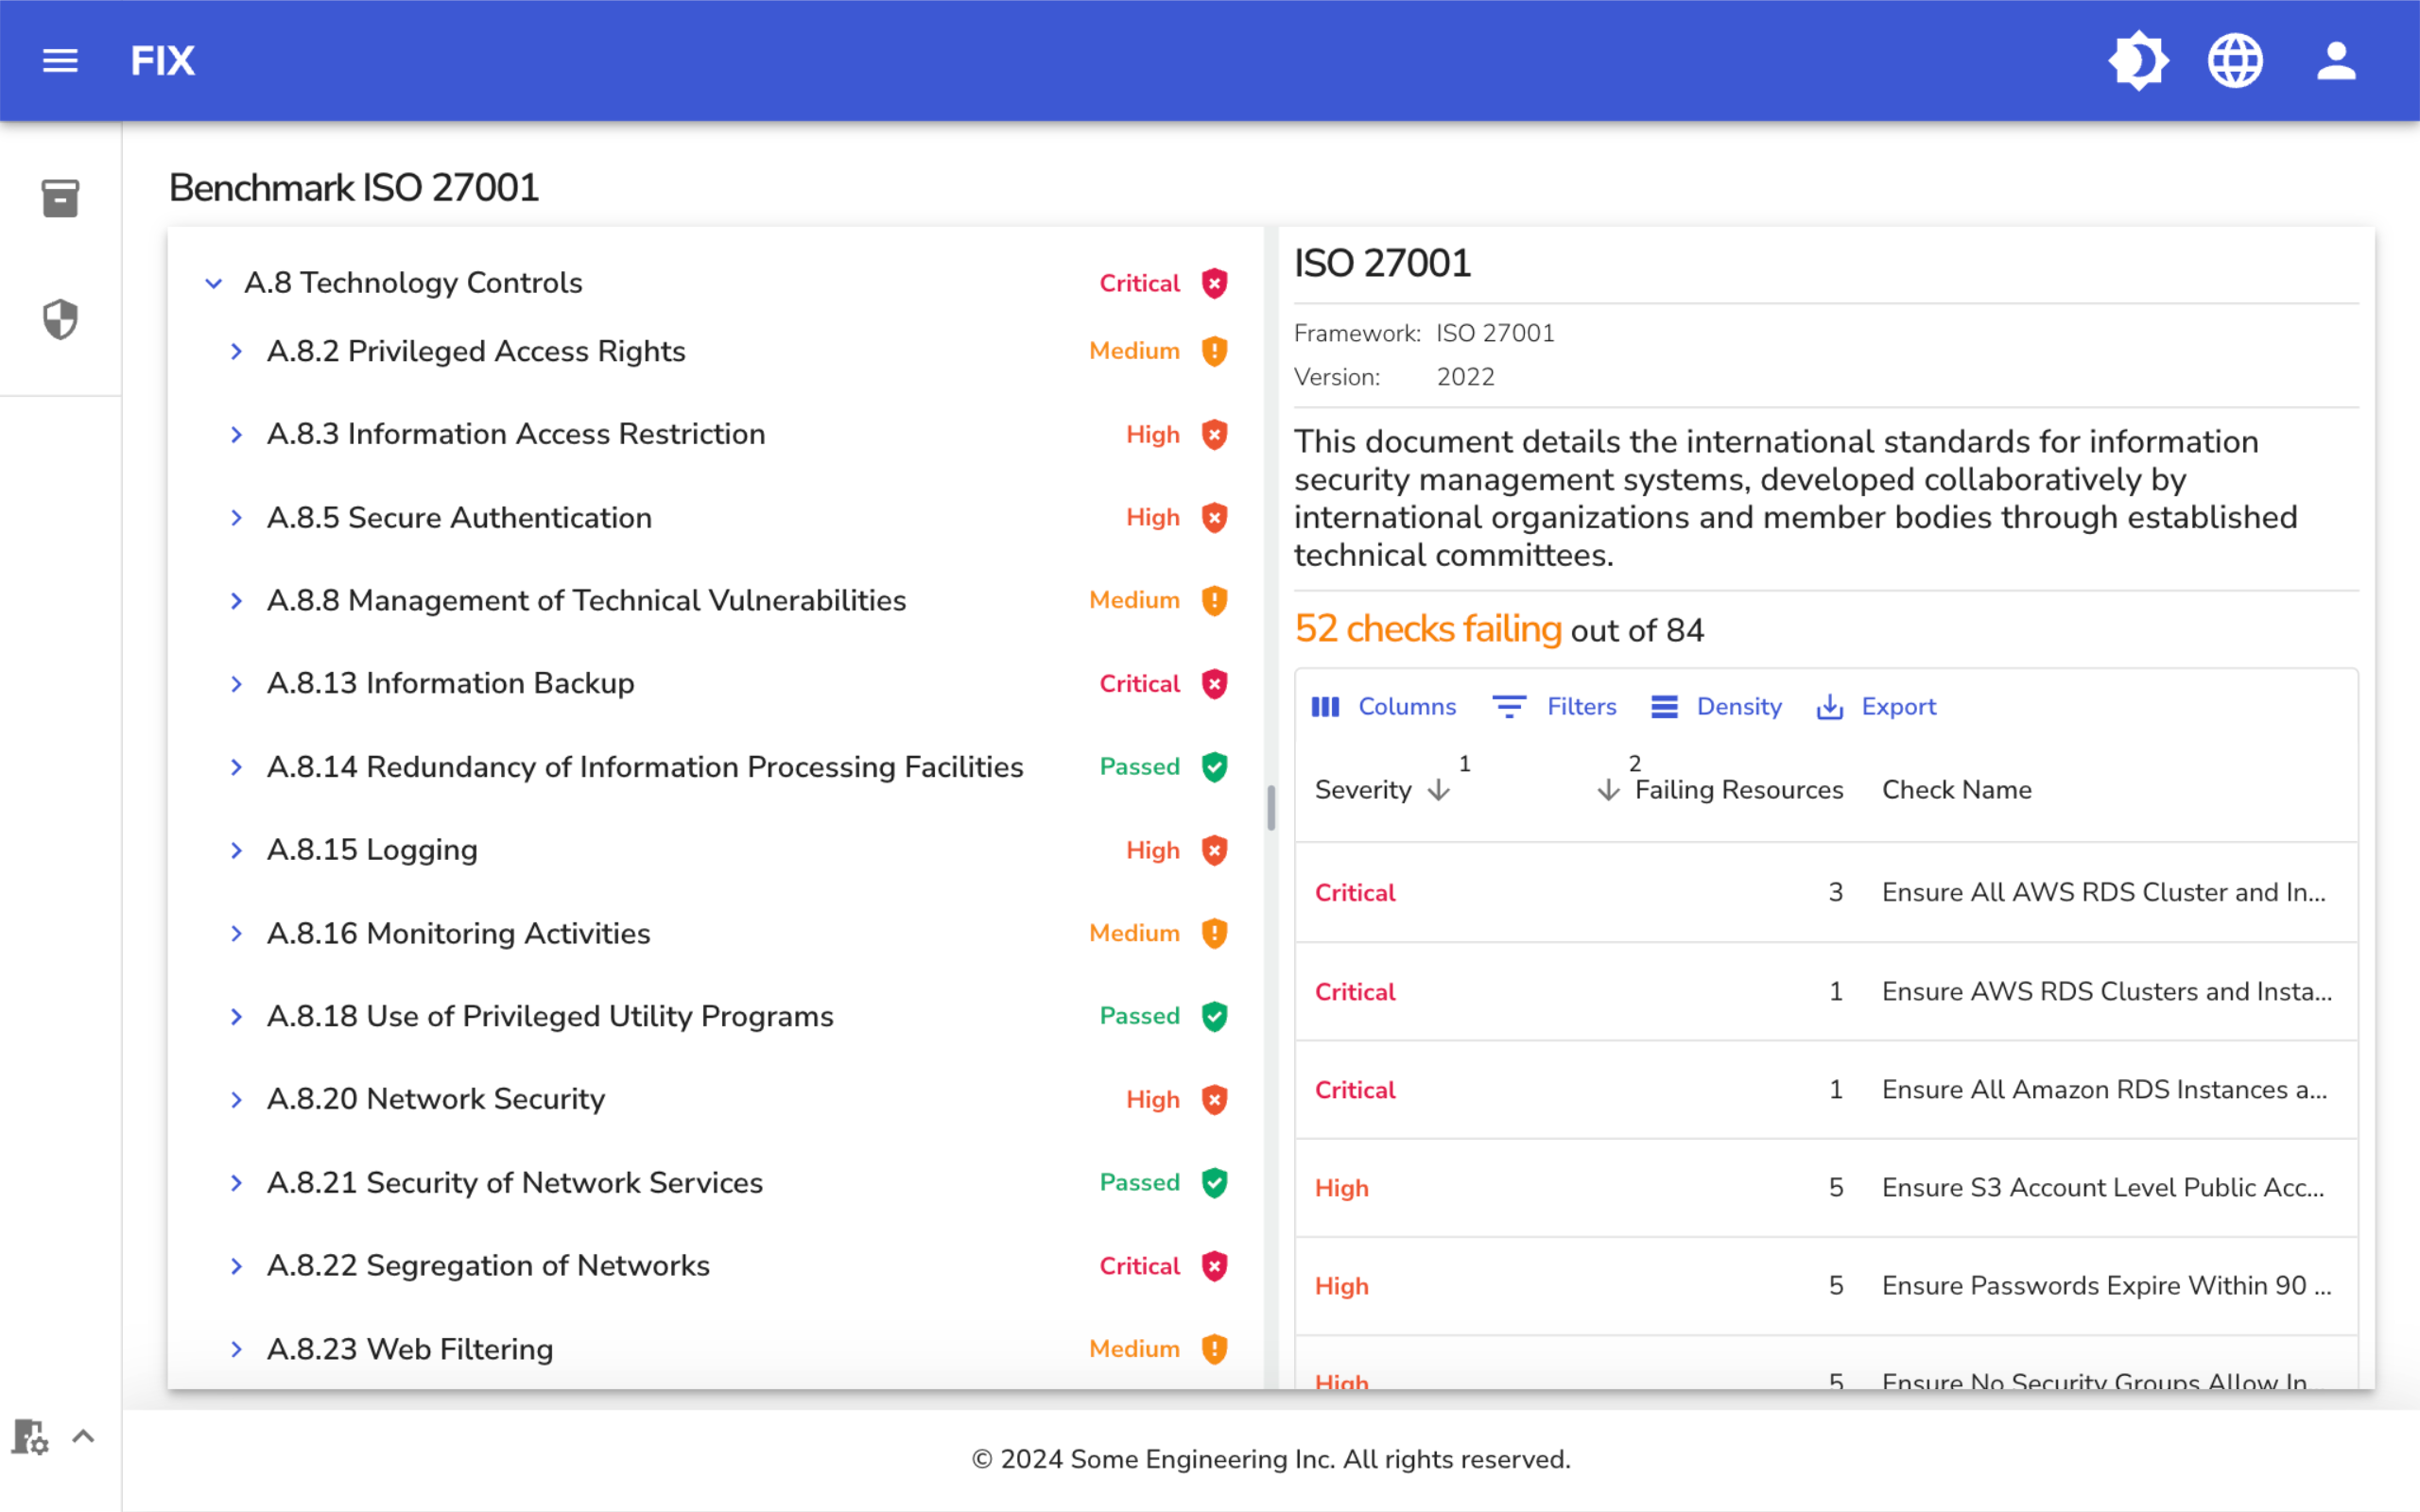 FIX
Benchmark ISO 27001
A.8 Technology Controls Critical
A.8.2 Privileged Access Rights Medium
A.8.3 Information Access Restriction High
A.8.5 Secure Authentication High
A.8.8 Management of Technical Vulnerabilities Medium
A.8.13 Information Backup Critical
A.8.14 Redundancy of Information Processing Facilities Passed
A.8.15 Logging High
A.8.16 Monitoring Activities Medium
A.8.18 Use of Privileged Utility Programs Passed
A.8.20 Network Security High
A.8.21 Security of Network Services Passed
A.8.22 Segregation of Networks Critical
A.8.23 Web Filtering Medium
ISO 27001
Framework: ISO 27001
Version: 2022
This document details the international standards for information
security management systems, developed collaboratively by
international organizations and member bodies through established
technical committees.
52 checks failing out of 84
Columns Filters Density Export
Severity 1 2 Failing Resources Check Name
Critical 3 Ensure All AWS RDS Cluster and In...
Critical 1 Ensure AWS RDS Clusters and Insta...
Critical 1 Ensure All Amazon RDS Instances a...
High 5 Ensure S3 Account Level Public Acc...
High 5 Ensure Passwords Expire Within 90 ...
High 5 Ensure No Security Groups Allow In...
© 2024 Some Engineering Inc. All rights reserved.